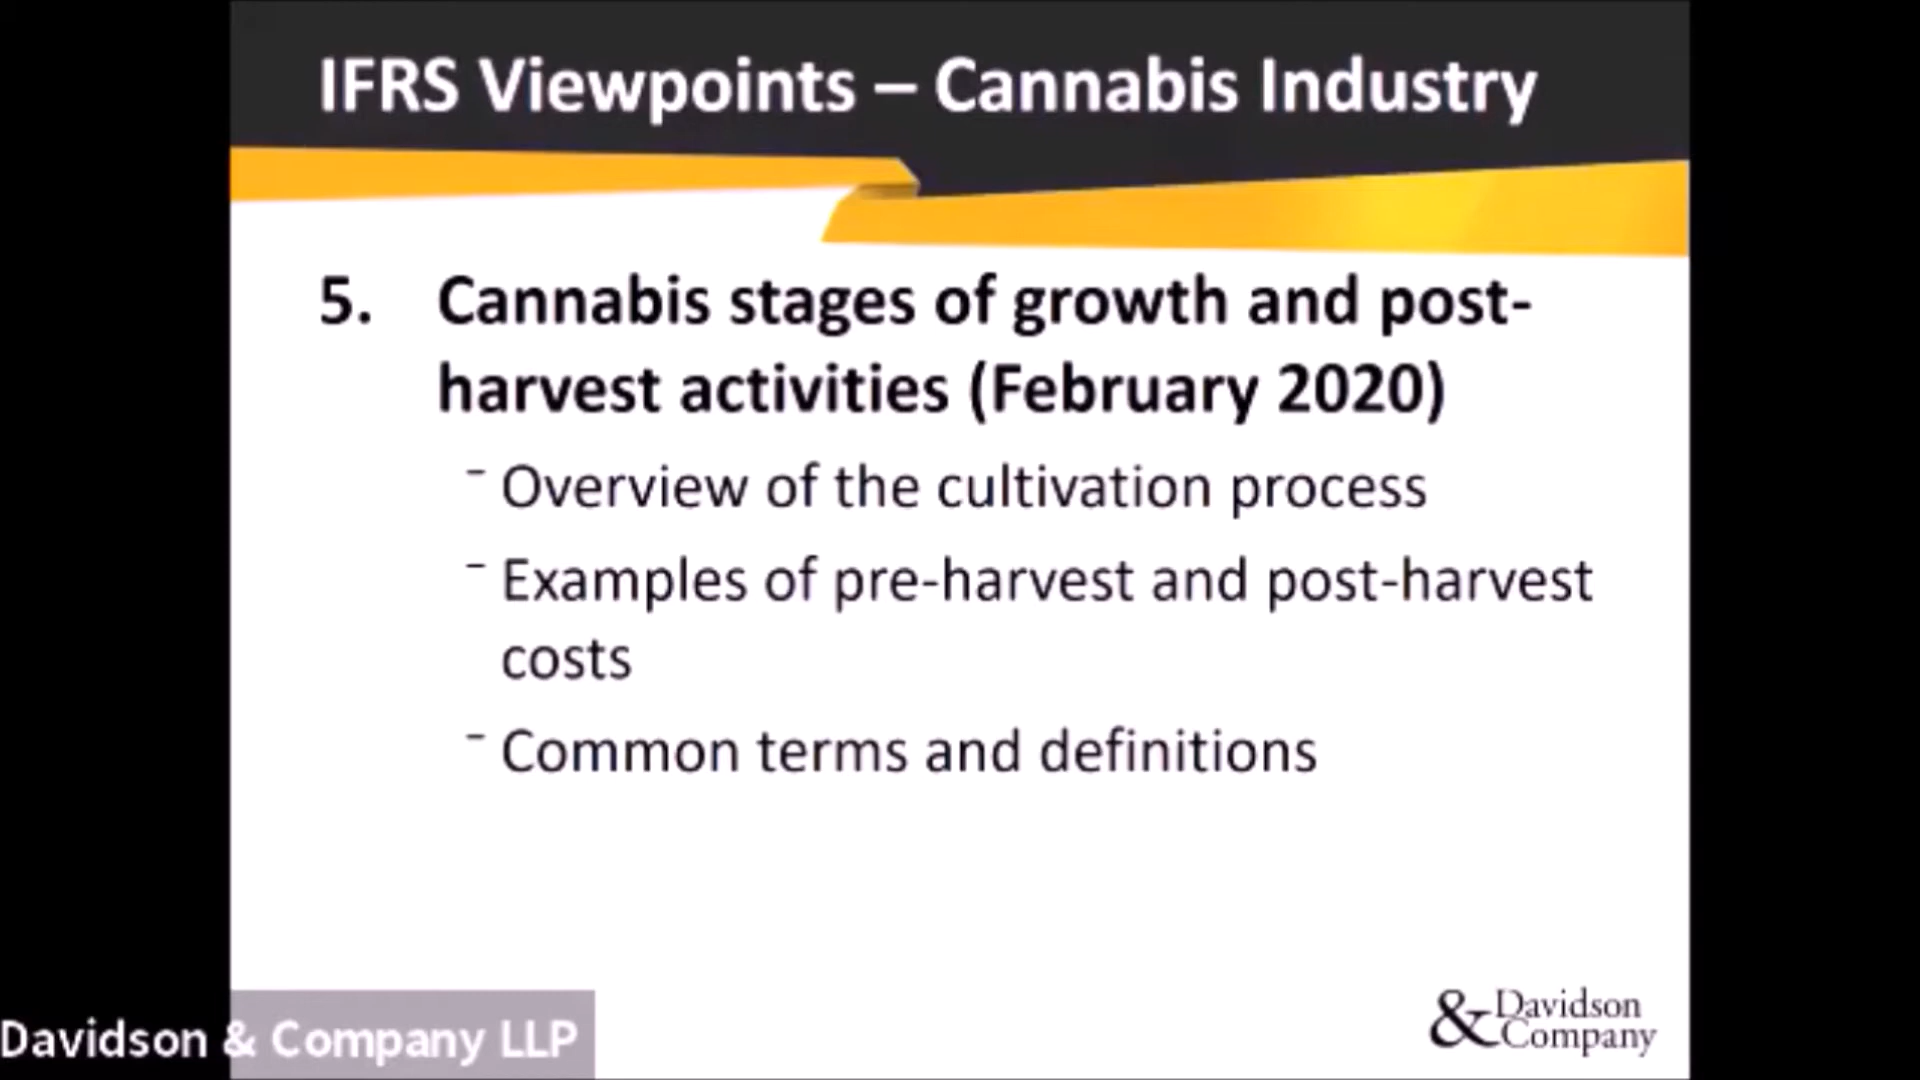 IFRS Viewpoints – Cannabis Industry
5. Cannabis stages of growth and post-
harvest activities (February 2020)
- Overview of the cultivation process
- Examples of pre-harvest and post-harvest
costs
- Common terms and definitions
Davidson & Company LLP
& Davidson
Company